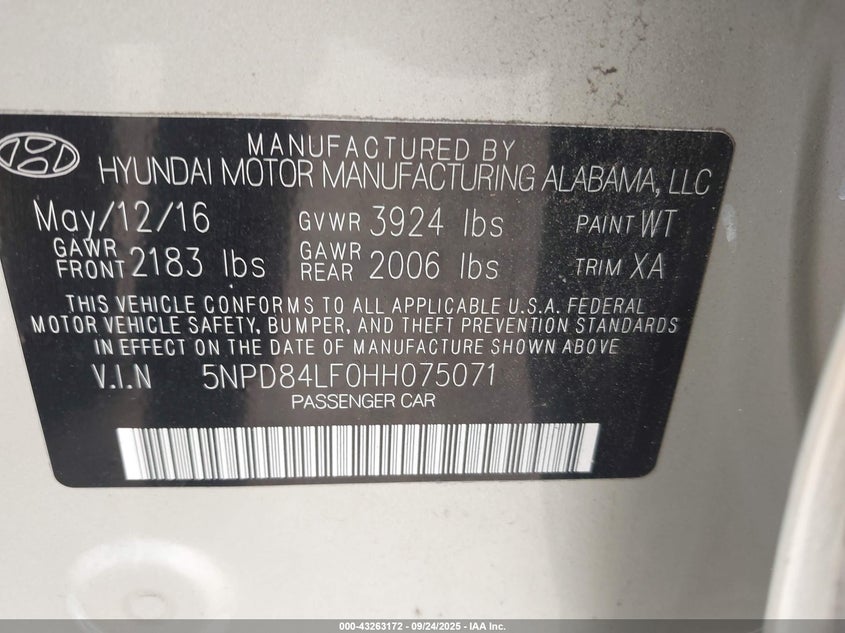 MANUFACTURED BY
HYUNDAI MOTOR MANUFACTURING ALABAMA, LLC
May/12/16 GVWR 3924 lbs PAINT WT
GAWR FRONT 2183 lbs GAWR REAR 2006 lbs TRIM XA
THIS VEHICLE CONFORMS TO ALL APPLICABLE U.S.A. FEDERAL
MOTOR VEHICLE SAFETY, BUMPER, AND THEFT PREVENTION STANDARDS
IN EFFECT ON THE DATE OF MANUFACTURE SHOWN ABOVE
V.I.N 5NPD84LF0HH075071
PASSENGER CAR
000-43263172 - 09/24/2025 - IAA Inc.